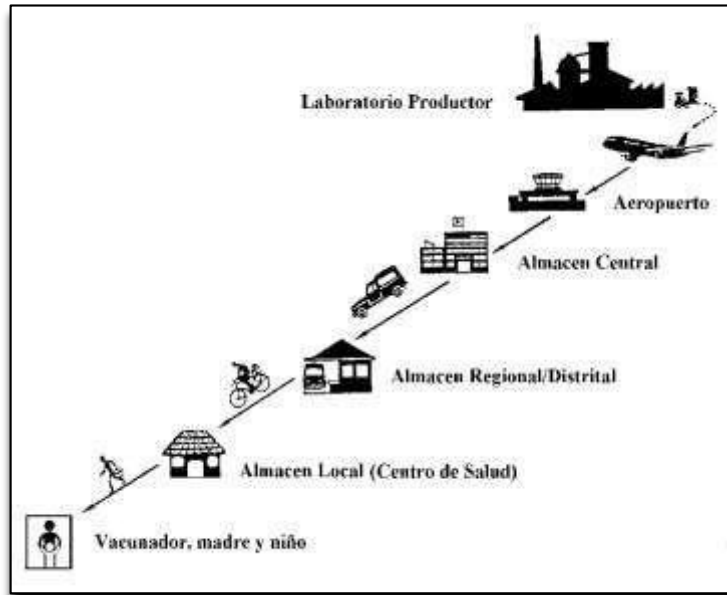 Laboratorio Productor
Aeropuerto
Almacen Central
Almacen Regional/Distrital
Almacen Local (Centro de Salud)
Vacunador, madre y niño